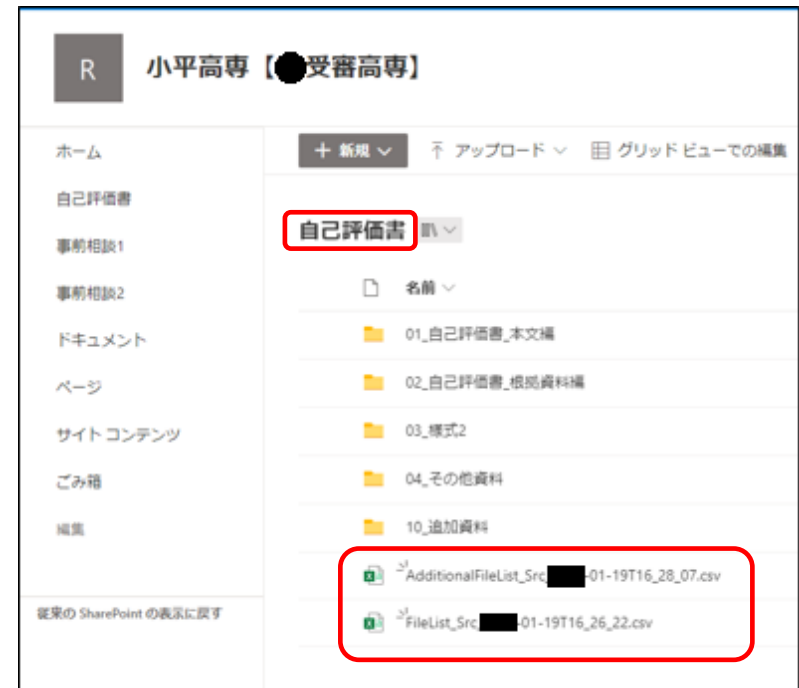 R
小平高専【 受審高専】
ホーム
自己評価書
事前相談1
事前相談2
ドキュメント
ページ
サイト コンテンツ
ごみ箱
編集
従来の SharePoint の表示に戻す
＋ 新規
アップロード
グリッド ビューでの編集
自己評価書
名前
01_自己評価書_本文編
02_自己評価書_根拠資料編
03_様式2
04_その他資料
10_追加資料
AdditionalFileList_Src_ -01-19T16_28_07.csv
FileList_Src_ -01-19T16_26_22.csv